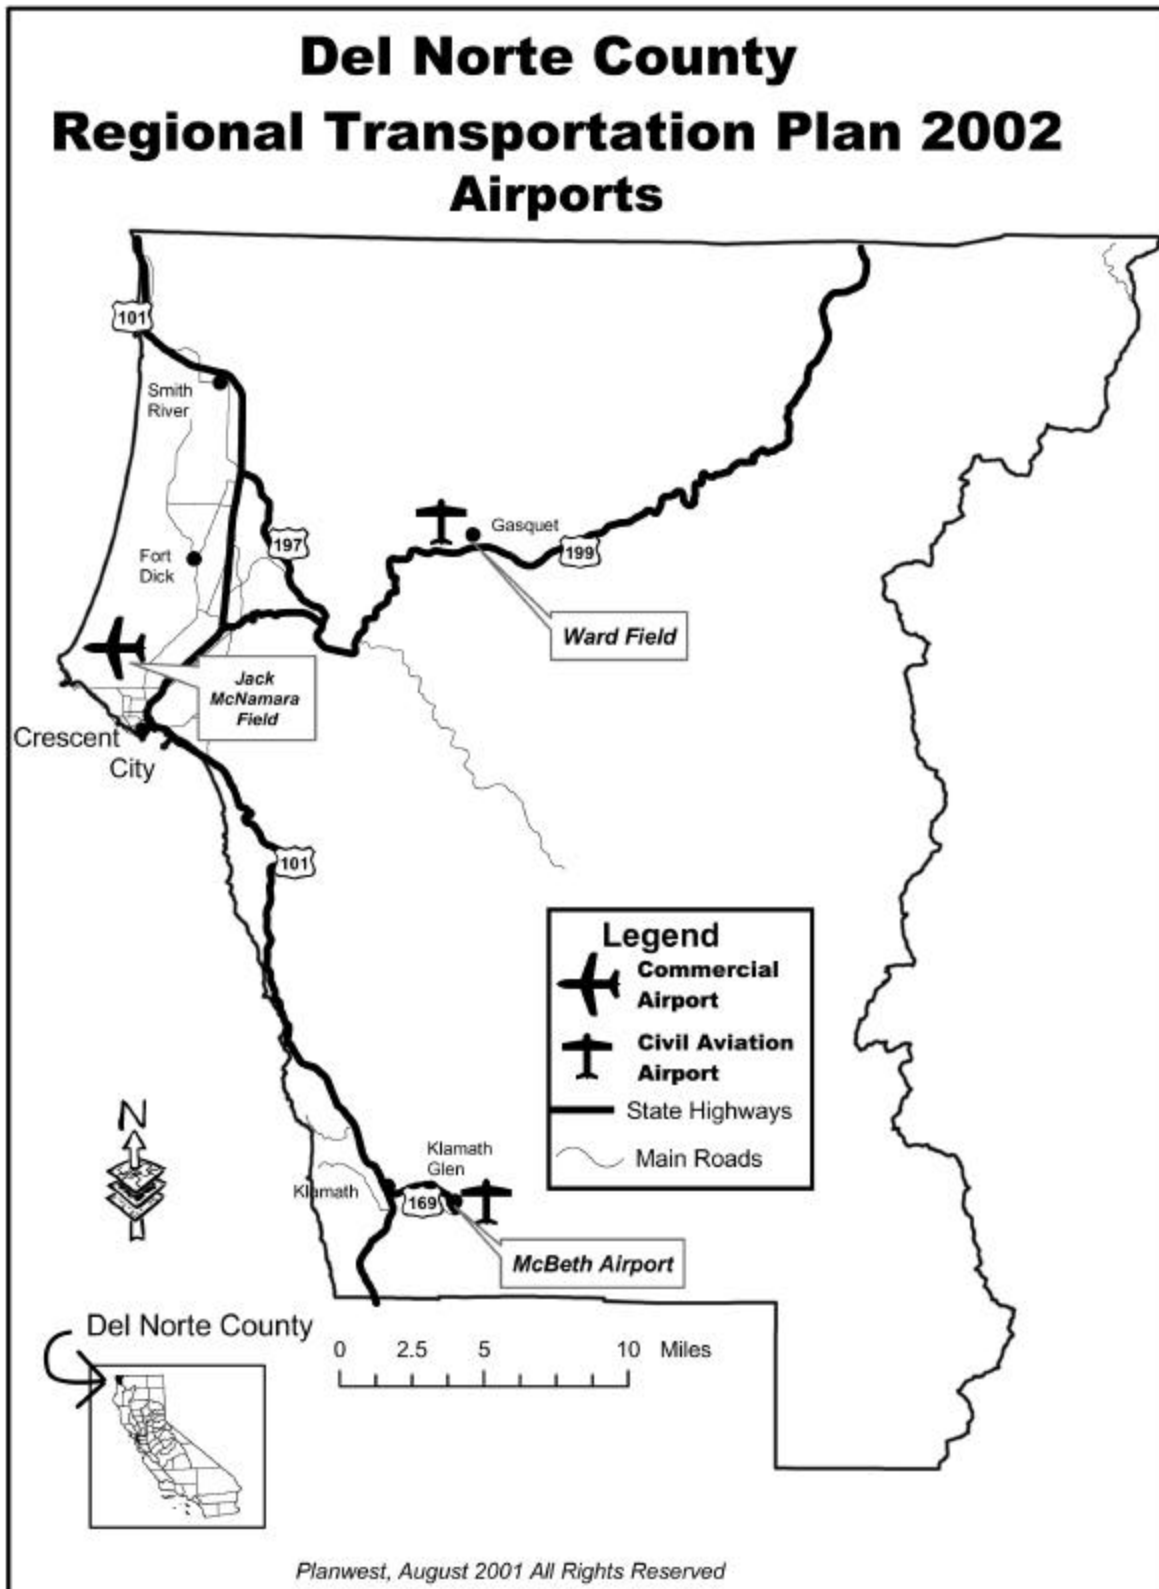 Del Norte County
Regional Transportation Plan 2002
Airports
101
Smith
River
197
Gasquet
199
Fort
Dick
Ward Field
Jack
McNamara
Field
Crescent
City
101
Legend
Commercial
Airport
Civil Aviation
Airport
State Highways
Main Roads
N
Klamath
Glen
Klamath
169
McBeth Airport
Del Norte County
0 2.5 5 10 Miles
Planwest, August 2001 All Rights Reserved